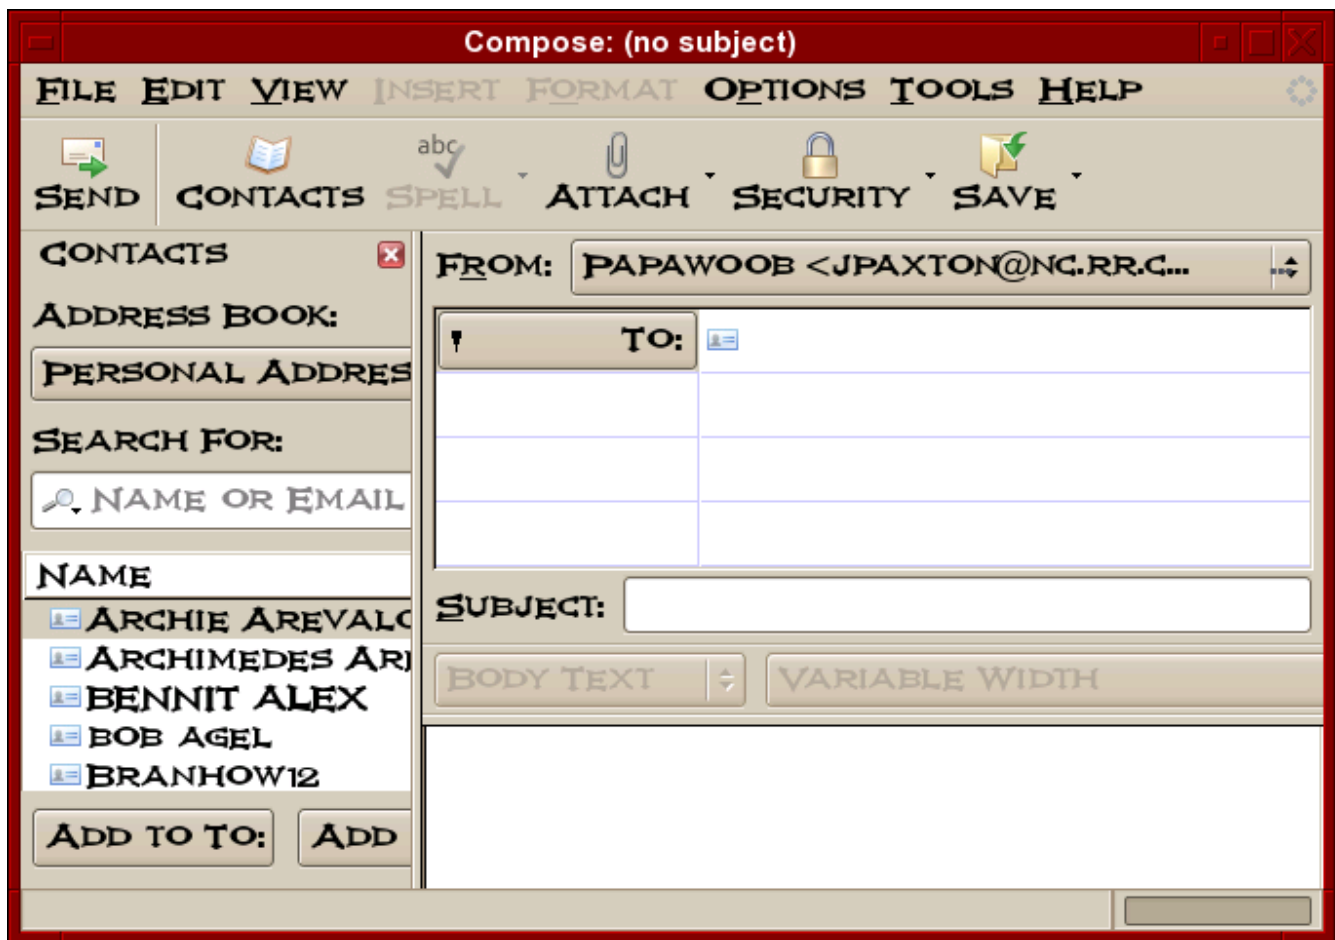 Compose: (no subject)
File Edit View Insert Format Options Tools Help
abc
Send Contacts Spell Attach Security Save
Contacts
Address Book:
Personal Addres
Search For:
Name or Email
Name
Archie Arevalo
Archimedes
BENNIT ALEX
bob agel
Branhow12
Add to To: Add
From: papawoob <jpaxton@nc.rr.c...
To:
Subject:
Body Text Variable Width